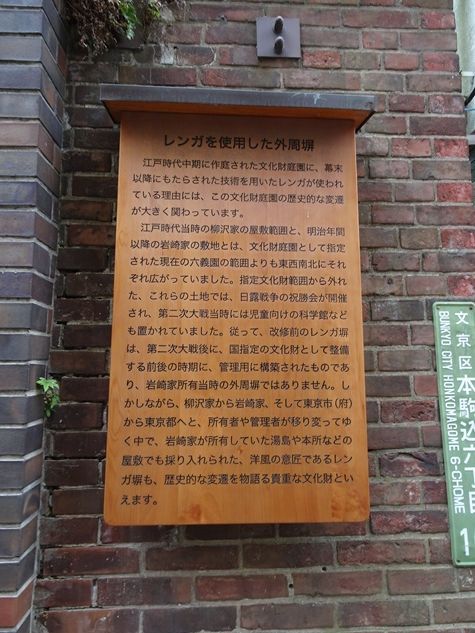 レンガを使用した外周塀
江戸時代中期に作庭された文化財庭園に、幕末
以降にもたらされた技術を用いたレンガが使われ
ている理由には、この文化財庭園の歴史的な変遷
が大きく関わっています。
江戸時代当時の柳沢家の屋敷範囲と、明治年間
以降の岩崎家の敷地とは、文化財庭園として指定
された現在の六義園の範囲よりも東西南北にそれ
ぞれ広がっていました。指定文化財範囲から外れ
た、これらの土地では、日露戦争の祝勝会が開催
され、第二次大戦当時には児童向けの科学館など
も置かれていました。従って、改修前のレンガ塀
は、第二次大戦後に、国指定の文化財として整備
する前後の時期に、管理用に構築されたものであ
り、岩崎家所有当時の外周塀ではありません。し
かしながら、柳沢家から岩崎家、そして東京市(府)
から東京都へと、所有者や管理者が移り変ってゆ
く中で、岩崎家が所有していた湯島や本所などの
屋敷でも採り入れられた、洋風の意匠であるレン
ガ塀も、歴史的な変遷を物語る貴重な文化財とい
えます。
文京区 本駒込六丁目 1
BUNKYO CITY HONKOMAGOME 6-CHOME